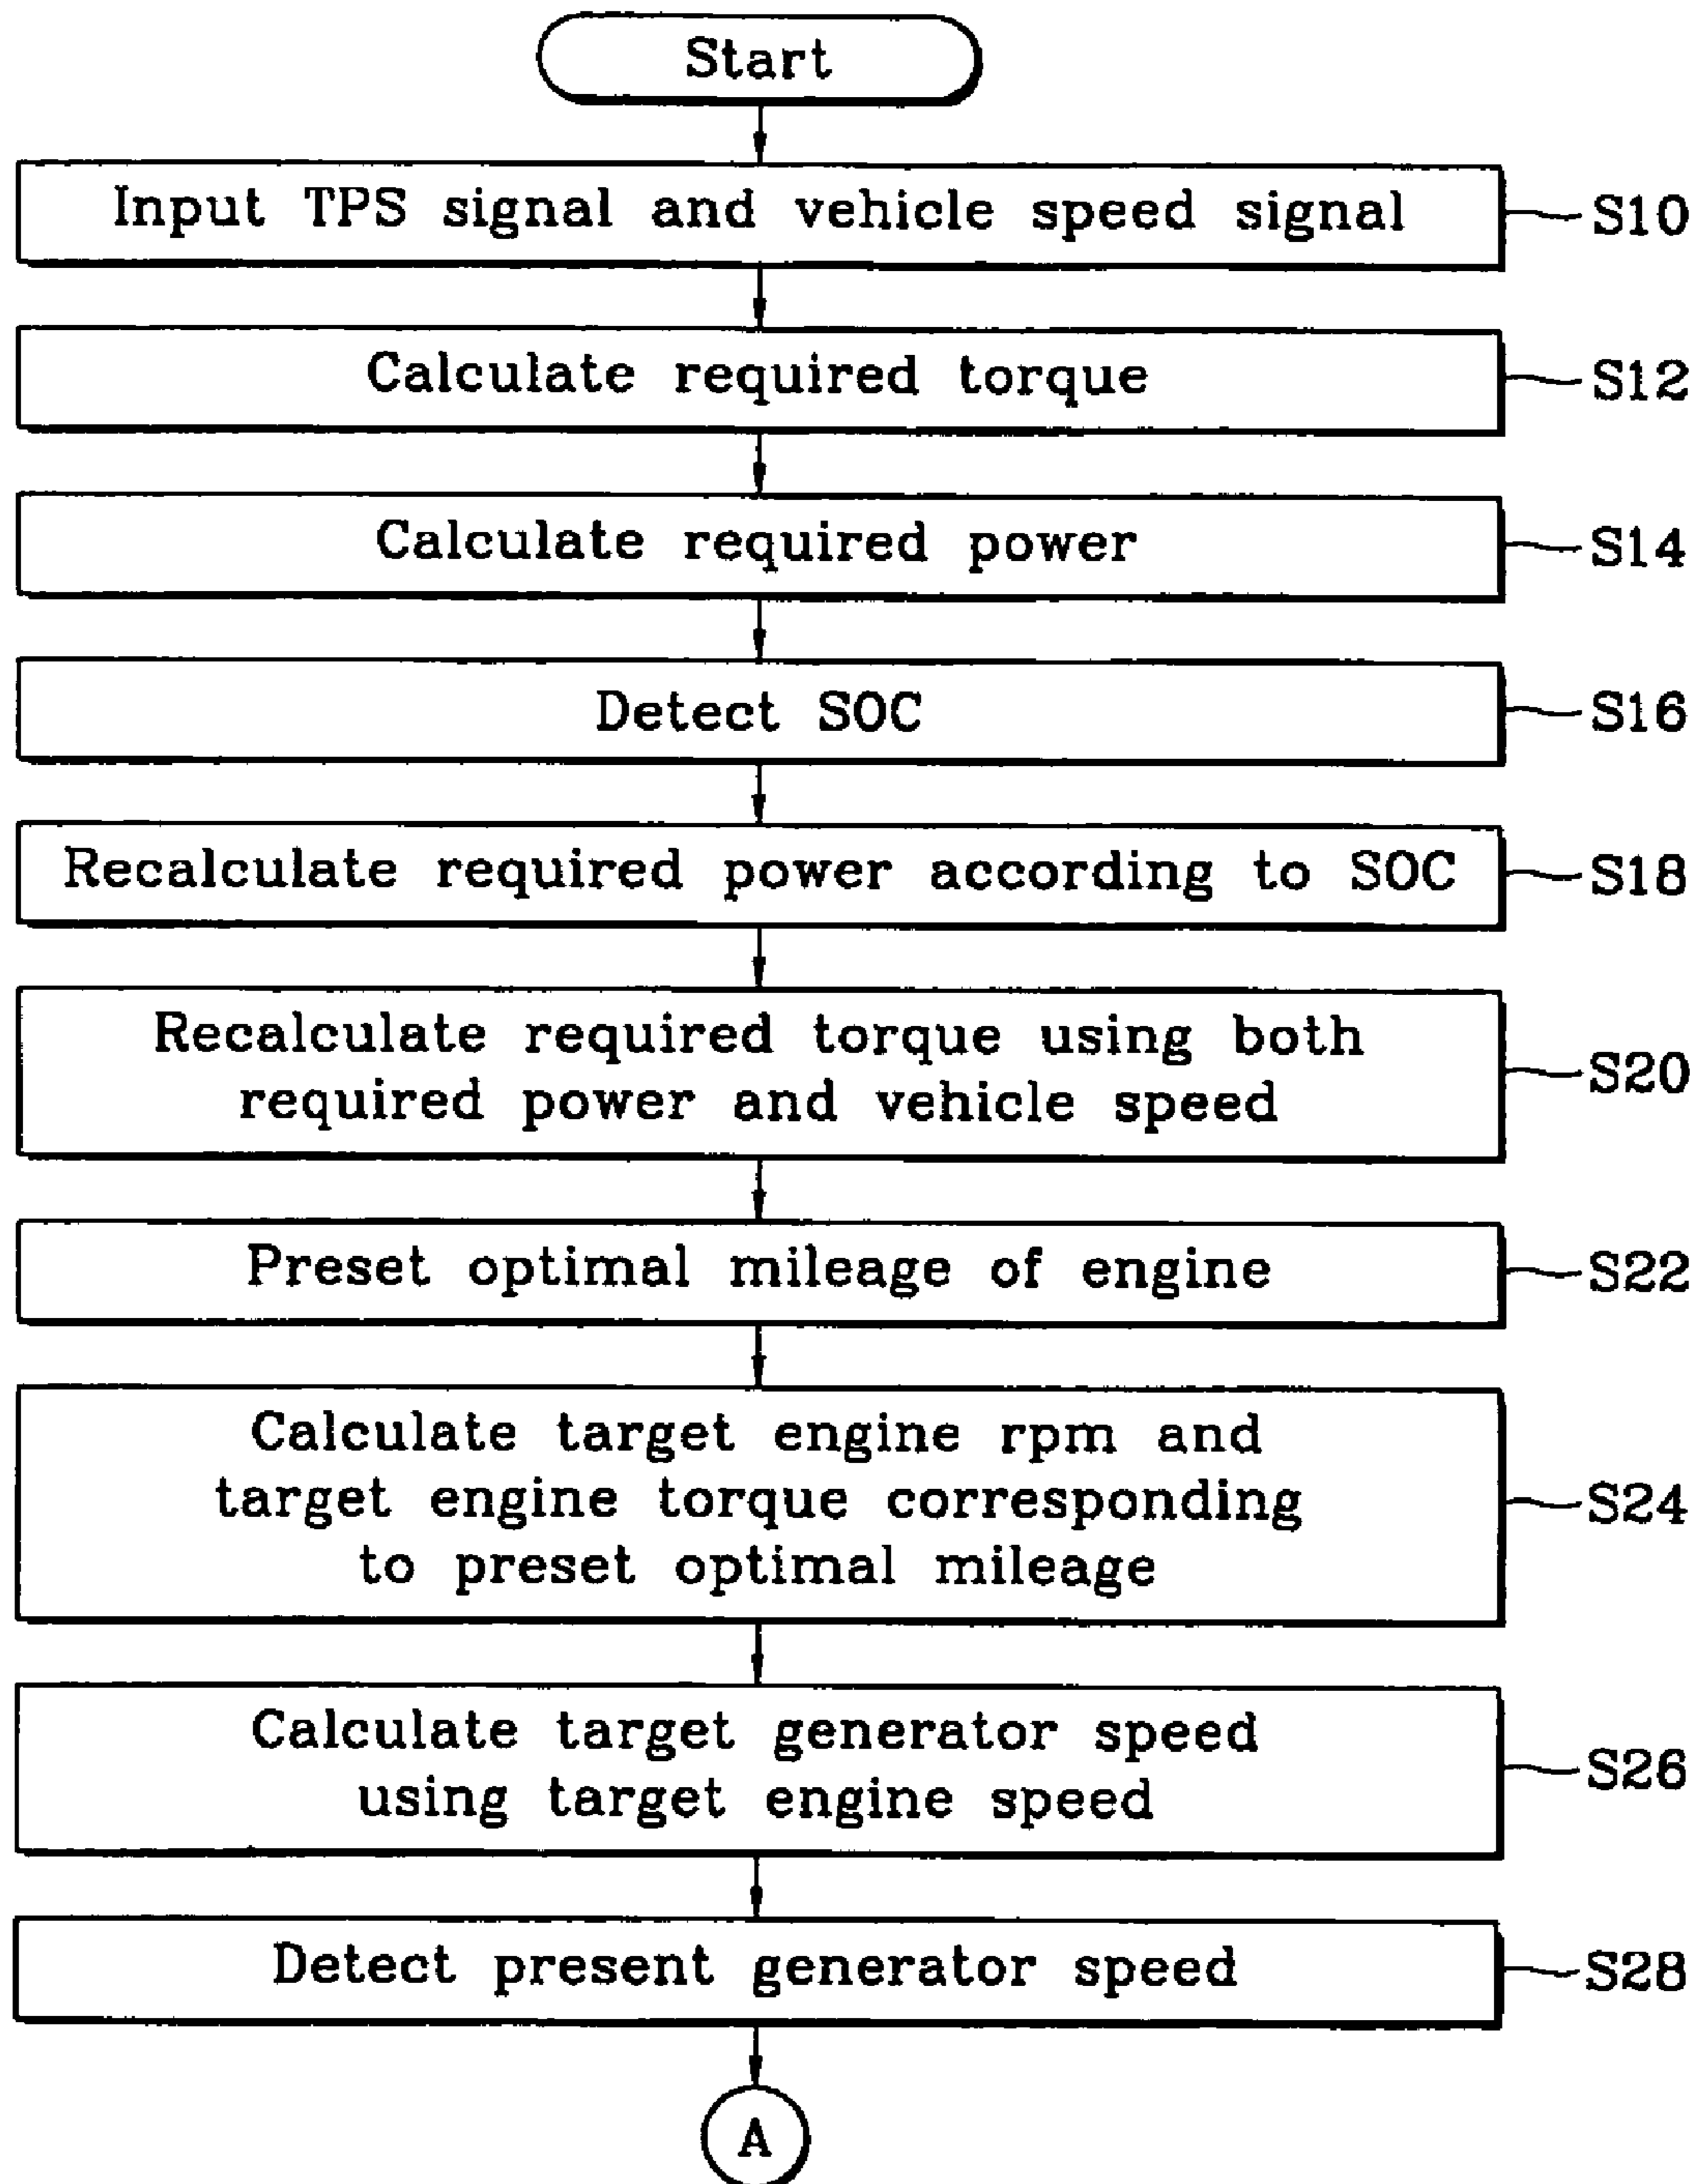 Start
Input TPS signal and vehicle speed signal
S10
Calculate required torque
S12
Calculate required power
S14
Detect SOC
S16
Recalculate required power according to SOC
S18
Recalculate required torque using both
required power and vehicle speed
S20
Preset optimal mileage of engine
S22
Calculate target engine rpm and
target engine torque corresponding
to preset optimal mileage
S24
Calculate target generator speed
using target engine speed
S26
Detect present generator speed
S28
A